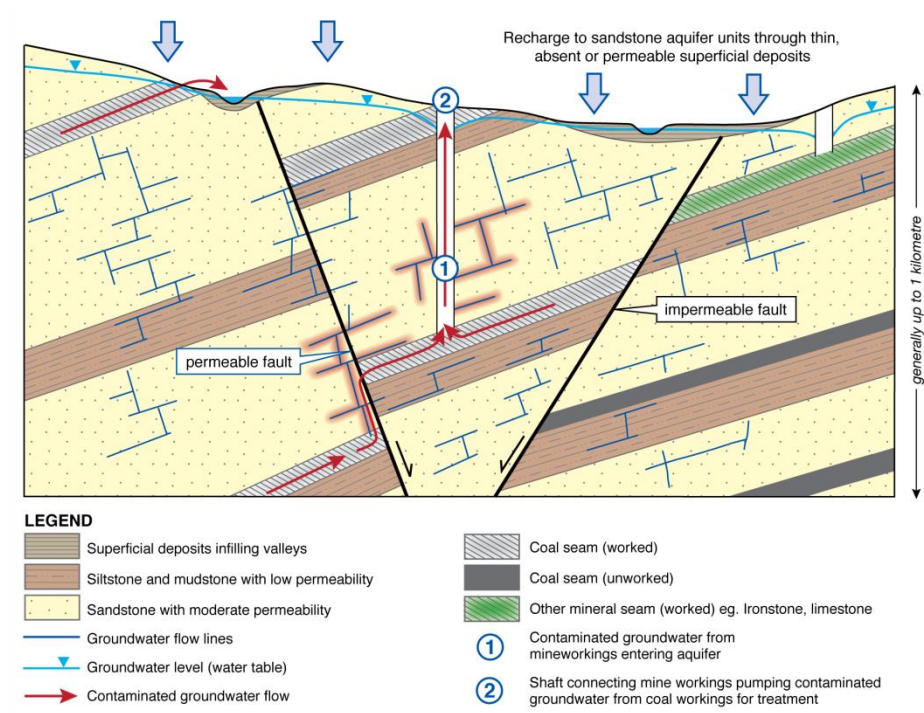 Recharge to sandstone aquifer units through thin,
absent or permeable superficial deposits
2
1
permeable fault
impermeable fault
generally up to 1 kilometre
LEGEND
Superficial deposits infilling valleys
Siltstone and mudstone with low permeability
Sandstone with moderate permeability
Groundwater flow lines
Groundwater level (water table)
Contaminated groundwater flow
Coal seam (worked)
Coal seam (unworked)
Other mineral seam (worked) eg. Ironstone, limestone
1
Contaminated groundwater from
mineworkings entering aquifer
2
Shaft connecting mine workings pumping contaminated
groundwater from coal workings for treatment